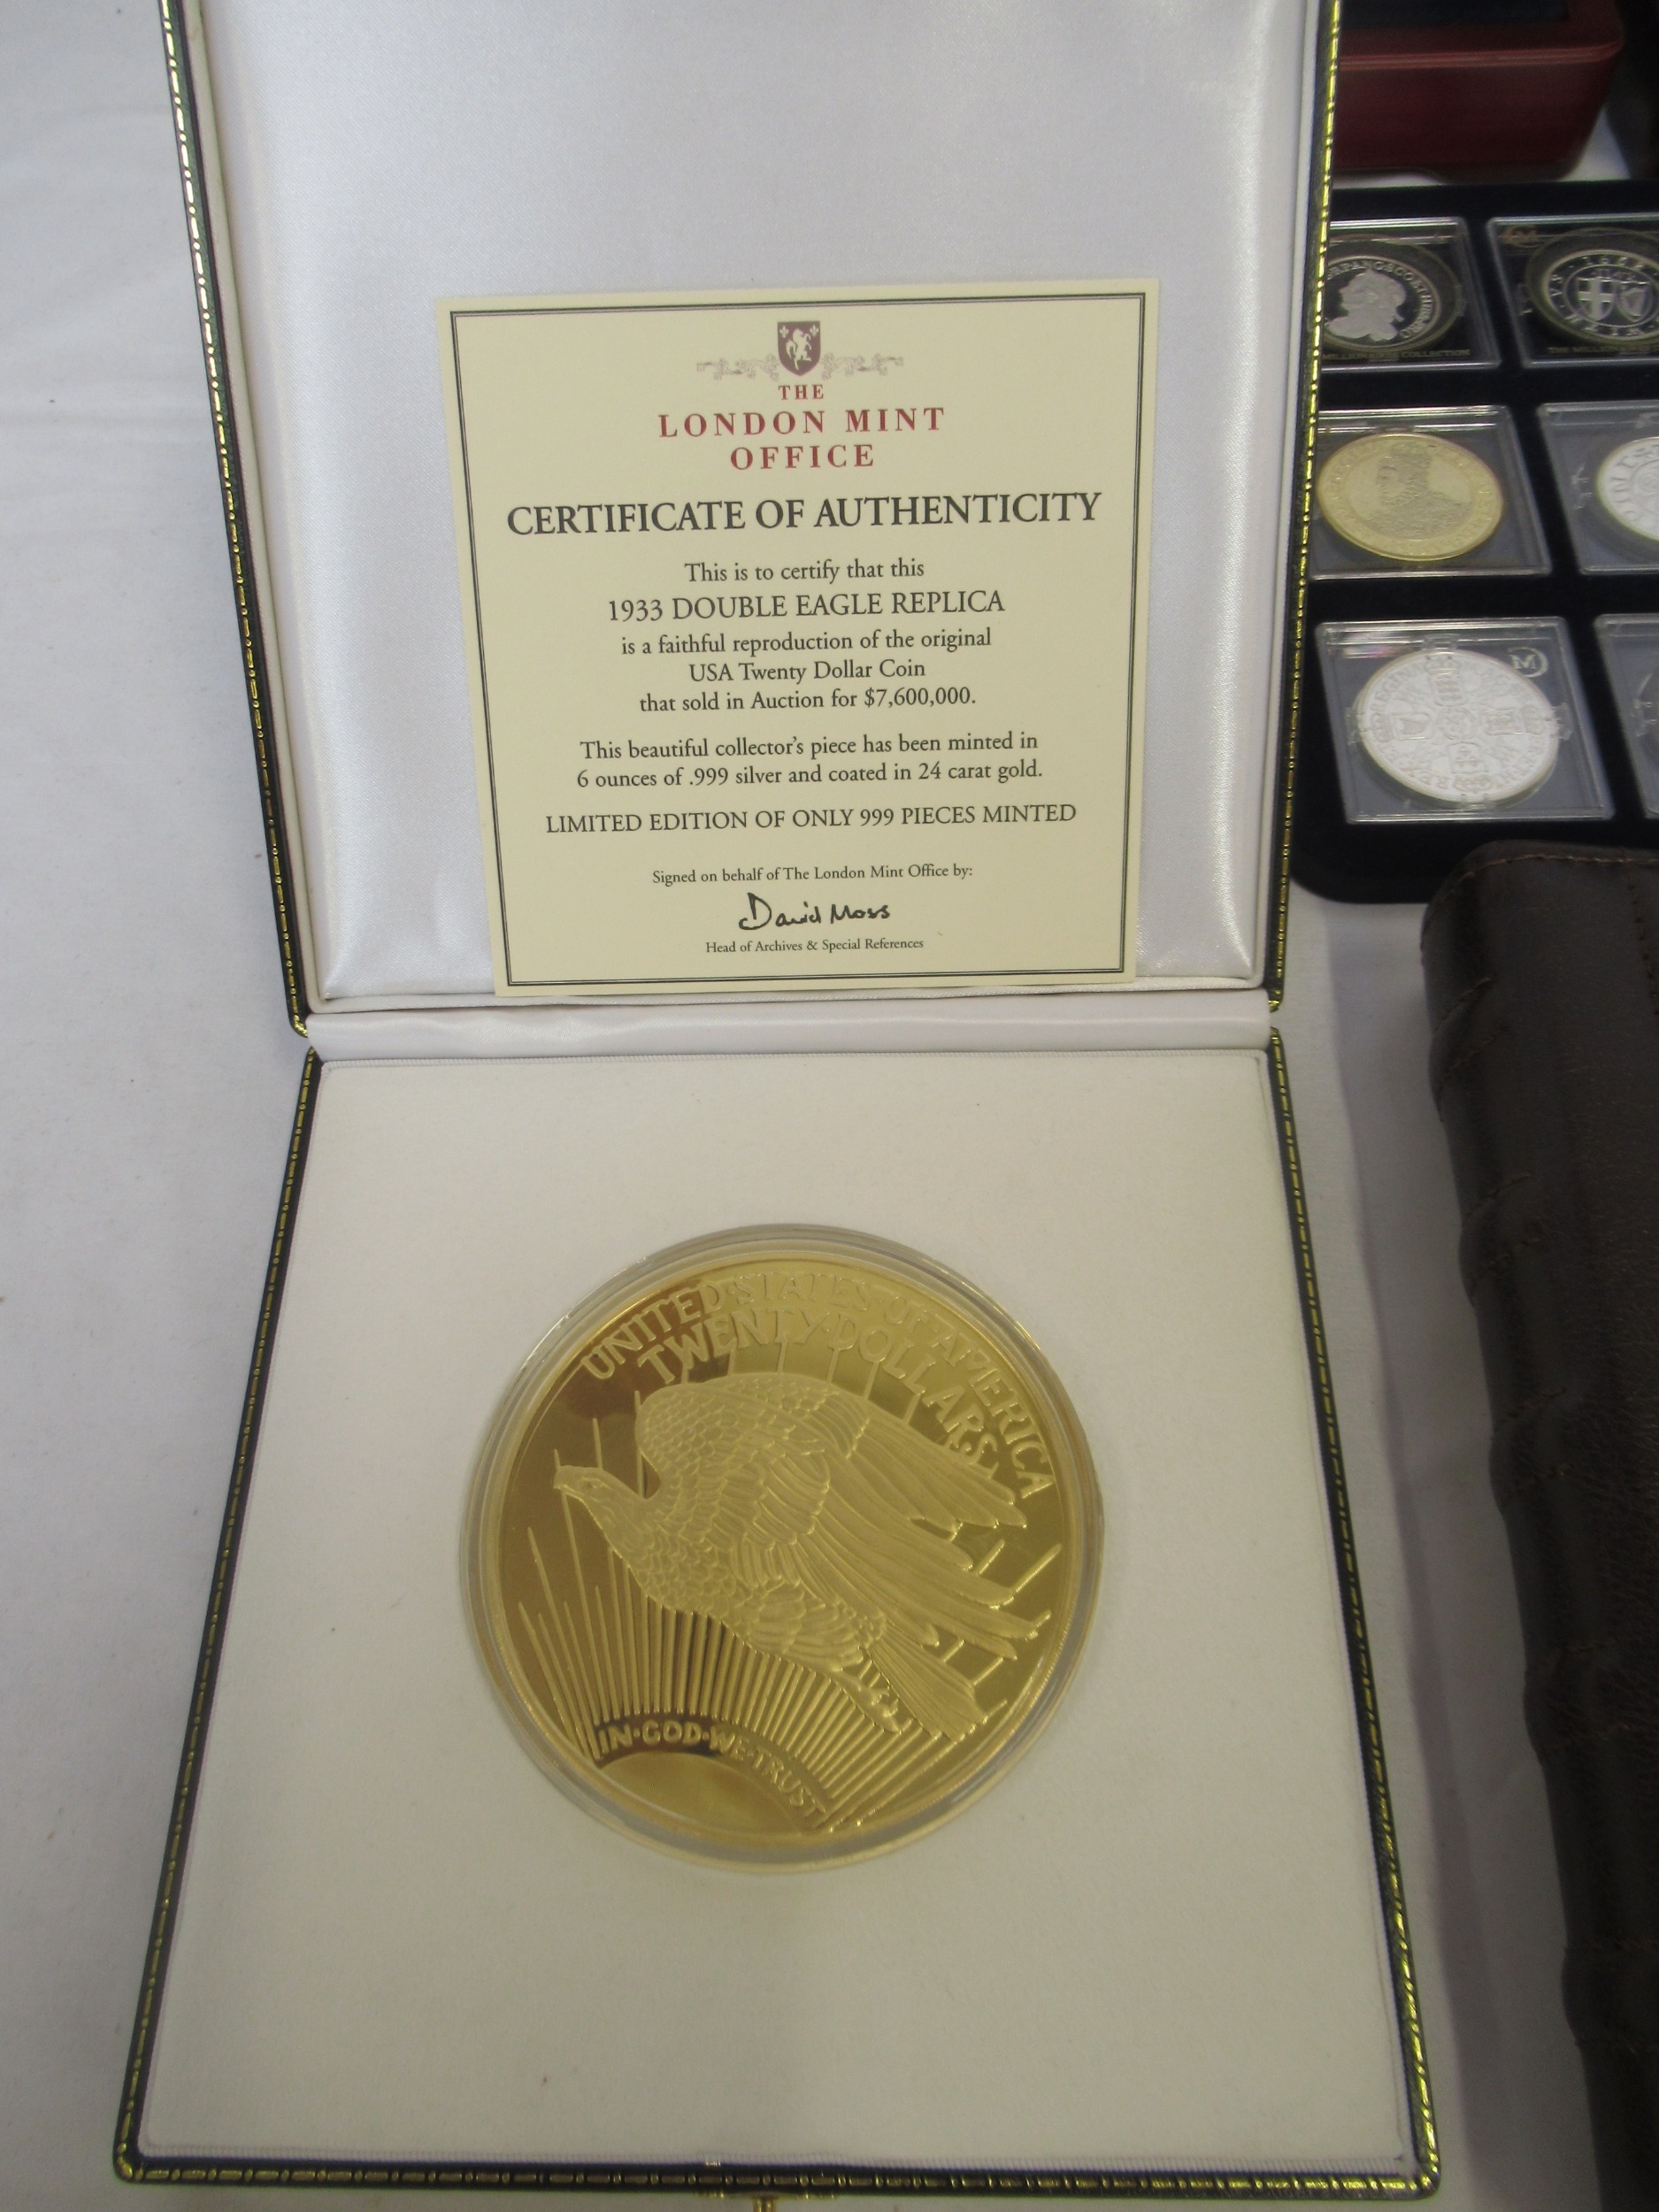 THE
LONDON MINT
OFFICE
CERTIFICATE OF AUTHENTICITY
This is to certify that this
1933 DOUBLE EAGLE REPLICA
is a faithful reproduction of the original
USA Twenty Dollar Coin
that sold in Auction for $7,600,000.
This beautiful collector's piece has been minted in
6 ounces of .999 silver and coated in 24 carat gold.
LIMITED EDITION OF ONLY 999 PIECES MINTED
Signed on behalf of The London Mint Office by:
David Moss
Head of Archives & Special References
UNITED·STATES·OF·AMERICA
TWENTY·DOLLARS
IN·GOD·WE·TRUST
COLLECTION
M